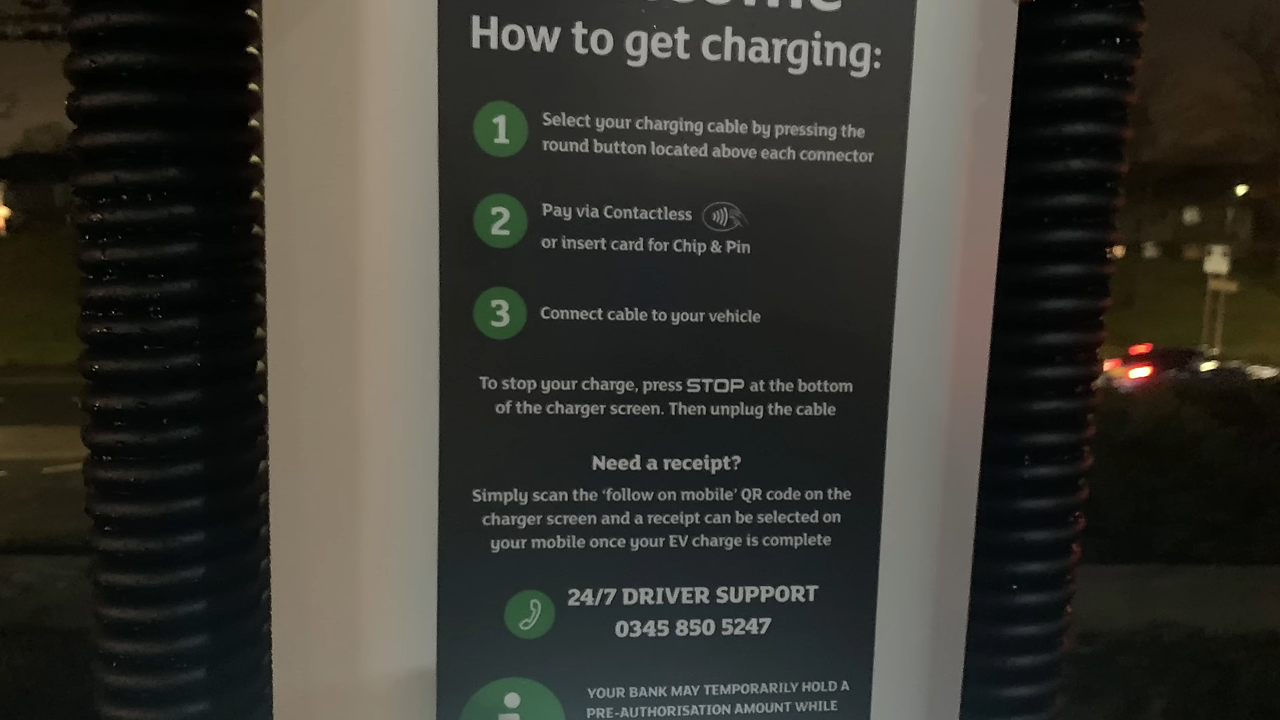 How to get charging:
1
Select your charging cable by pressing the
round button located above each connector
2
Pay via Contactless
or insert card for Chip & Pin
3
Connect cable to your vehicle
To stop your charge, press STOP at the bottom
of the charger screen. Then unplug the cable
Need a receipt?
Simply scan the 'follow on mobile' QR code on the
charger screen and a receipt can be selected on
your mobile once your EV charge is complete
24/7 DRIVER SUPPORT
0345 850 5247
YOUR BANK MAY TEMPORARILY HOLD A
PRE-AUTHORISATION AMOUNT WHILE